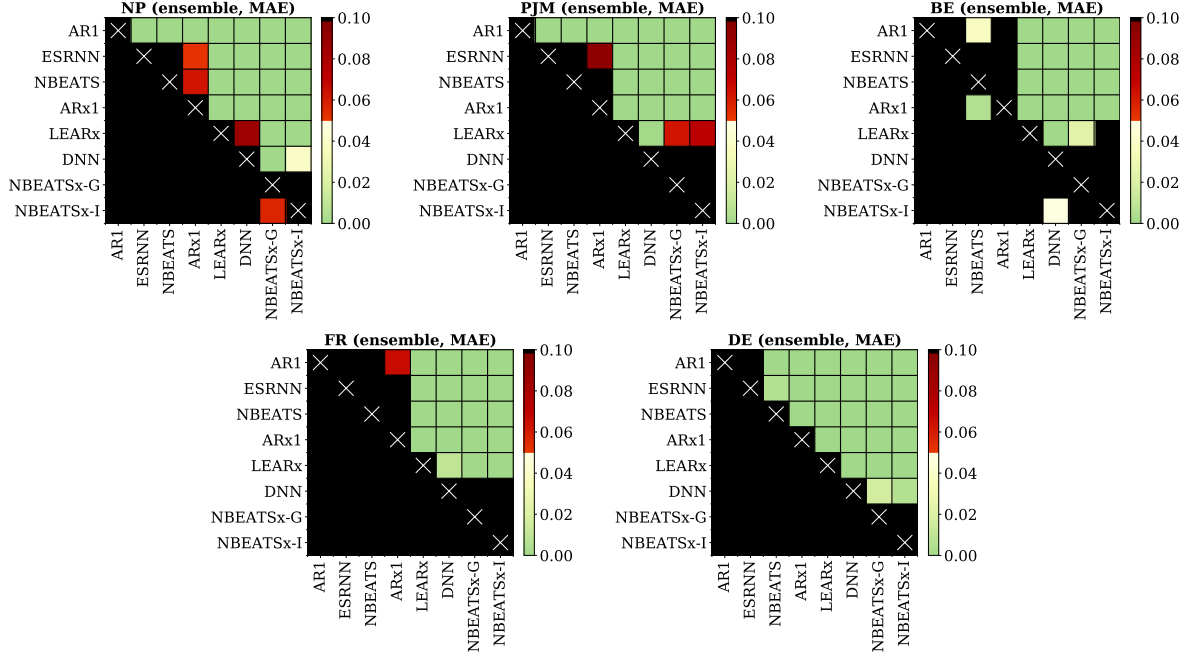 NP (ensemble, MAE)
AR1
ESRNN
NBEATS
ARx1
LEARx
DNN
NBEATSx-G
NBEATSx-I
AR1
ESRNN
NBEATS
ARx1
LEARx
DNN
NBEATSx-G
NBEATSx-I
0.10
0.08
0.06
0.04
0.02
0.00
PJM (ensemble, MAE)
AR1
ESRNN
NBEATS
ARx1
LEARx
DNN
NBEATSx-G
NBEATSx-I
AR1
ESRNN
NBEATS
ARx1
LEARx
DNN
NBEATSx-G
NBEATSx-I
0.10
0.08
0.06
0.04
0.02
0.00
BE (ensemble, MAE)
AR1
ESRNN
NBEATS
ARx1
LEARx
DNN
NBEATSx-G
NBEATSx-I
AR1
ESRNN
NBEATS
ARx1
LEARx
DNN
NBEATSx-G
NBEATSx-I
0.10
0.08
0.06
0.04
0.02
0.00
FR (ensemble, MAE)
AR1
ESRNN
NBEATS
ARx1
LEARx
DNN
NBEATSx-G
NBEATSx-I
AR1
ESRNN
NBEATS
ARx1
LEARx
DNN
NBEATSx-G
NBEATSx-I
0.10
0.08
0.06
0.04
0.02
0.00
DE (ensemble, MAE)
AR1
ESRNN
NBEATS
ARx1
LEARx
DNN
NBEATSx-G
NBEATSx-I
AR1
ESRNN
NBEATS
ARx1
LEARx
DNN
NBEATSx-G
NBEATSx-I
0.10
0.08
0.06
0.04
0.02
0.00